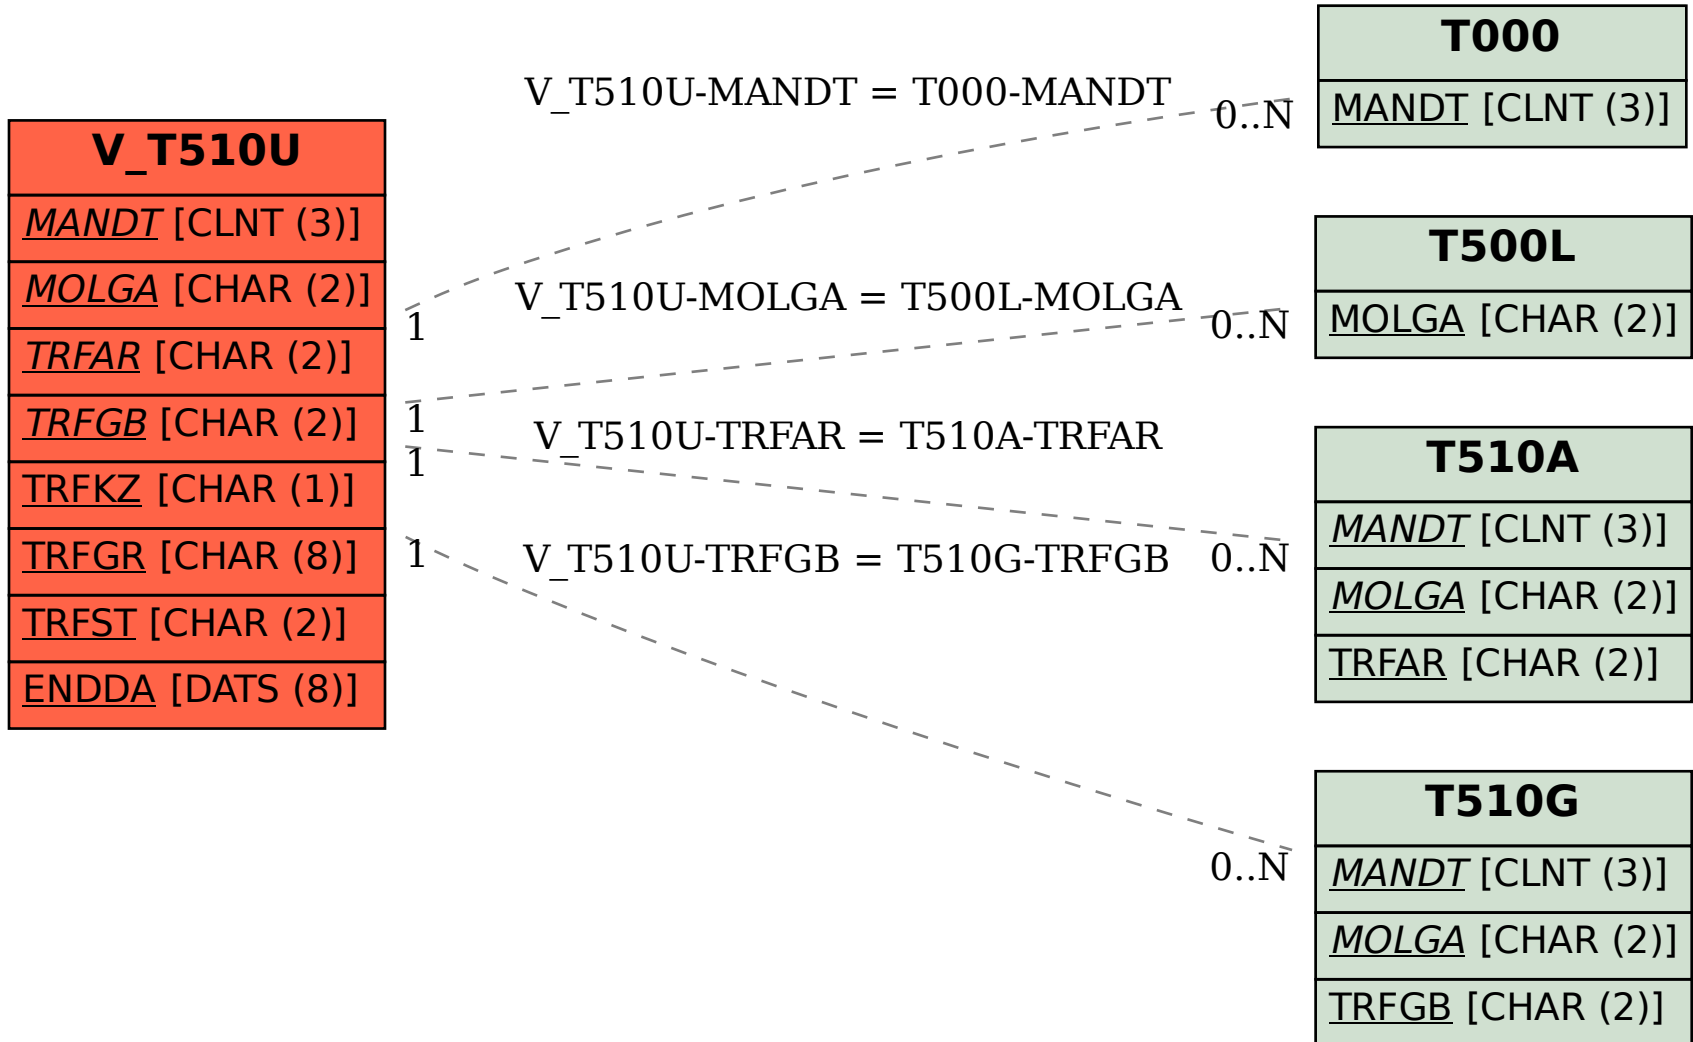 V_T510U
MANDT [CLNT (3)]
MOLGA [CHAR (2)]
TRFAR [CHAR (2)]
TRFGB [CHAR (2)]
TRFKZ [CHAR (1)]
TRFGR [CHAR (8)]
TRFST [CHAR (2)]
ENDDA [DATS (8)]
V_T510U-MANDT = T000-MANDT
0..N
1
V_T510U-MOLGA = T500L-MOLGA
0..N
1
V_T510U-TRFAR = T510A-TRFAR
1
0..N
1
V_T510U-TRFGB = T510G-TRFGB
0..N
T000
MANDT [CLNT (3)]
T500L
MOLGA [CHAR (2)]
T510A
MANDT [CLNT (3)]
MOLGA [CHAR (2)]
TRFAR [CHAR (2)]
T510G
MANDT [CLNT (3)]
MOLGA [CHAR (2)]
TRFGB [CHAR (2)]